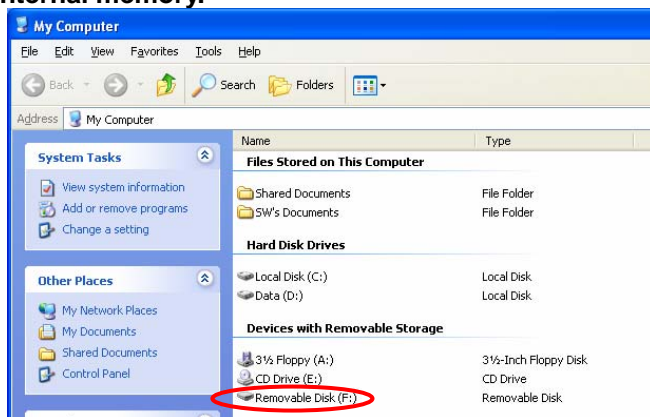 nternal memory.
My Computer
File Edit View Favorites Tools Help
Back Search Folders
Address My Computer
Name Type
System Tasks
View system information
Add or remove programs
Change a setting
Other Places
My Network Places
My Documents
Shared Documents
Control Panel
Files Stored on This Computer
Shared Documents File Folder
SW's Documents File Folder
Hard Disk Drives
Local Disk (C:) Local Disk
Data (D:) Local Disk
Devices with Removable Storage
3½ Floppy (A:) 3½-Inch Floppy Disk
CD Drive (E:) CD Drive
Removable Disk (F:) Removable Disk